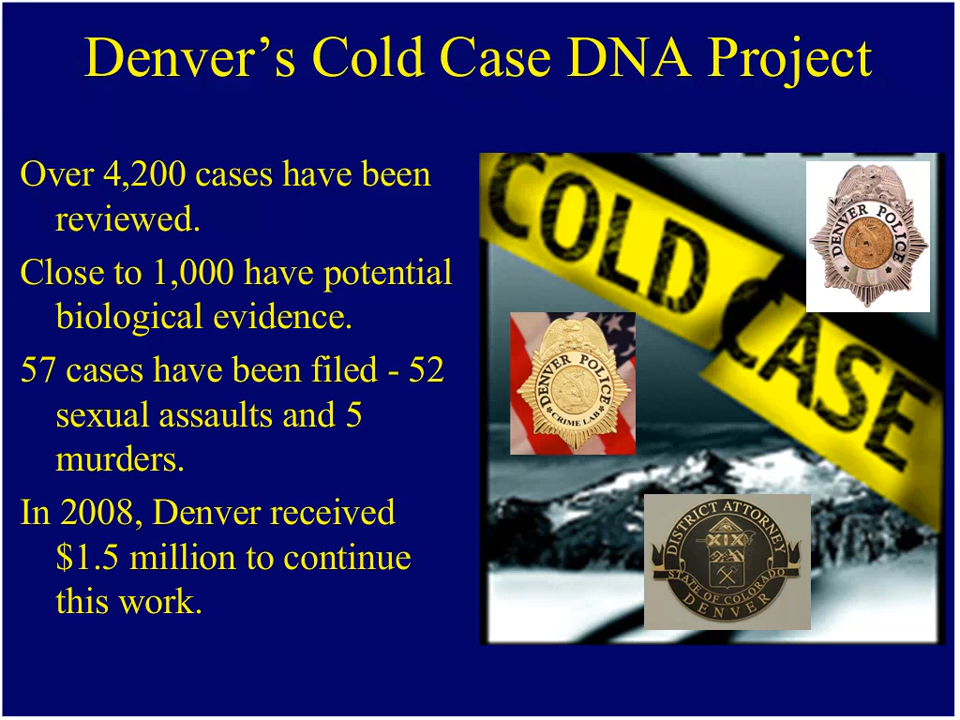 Denver’s Cold Case DNA Project
Over 4,200 cases have been
reviewed.
Close to 1,000 have potential
biological evidence.
57 cases have been filed - 52
sexual assaults and 5
murders.
In 2008, Denver received
$1.5 million to continue
this work.
COLD CASE
DENVER POLICE
DENVER POLICE
CRIME LAB
DISTRICT ATTORNEY
XIX
STATE OF COLORADO
DENVER